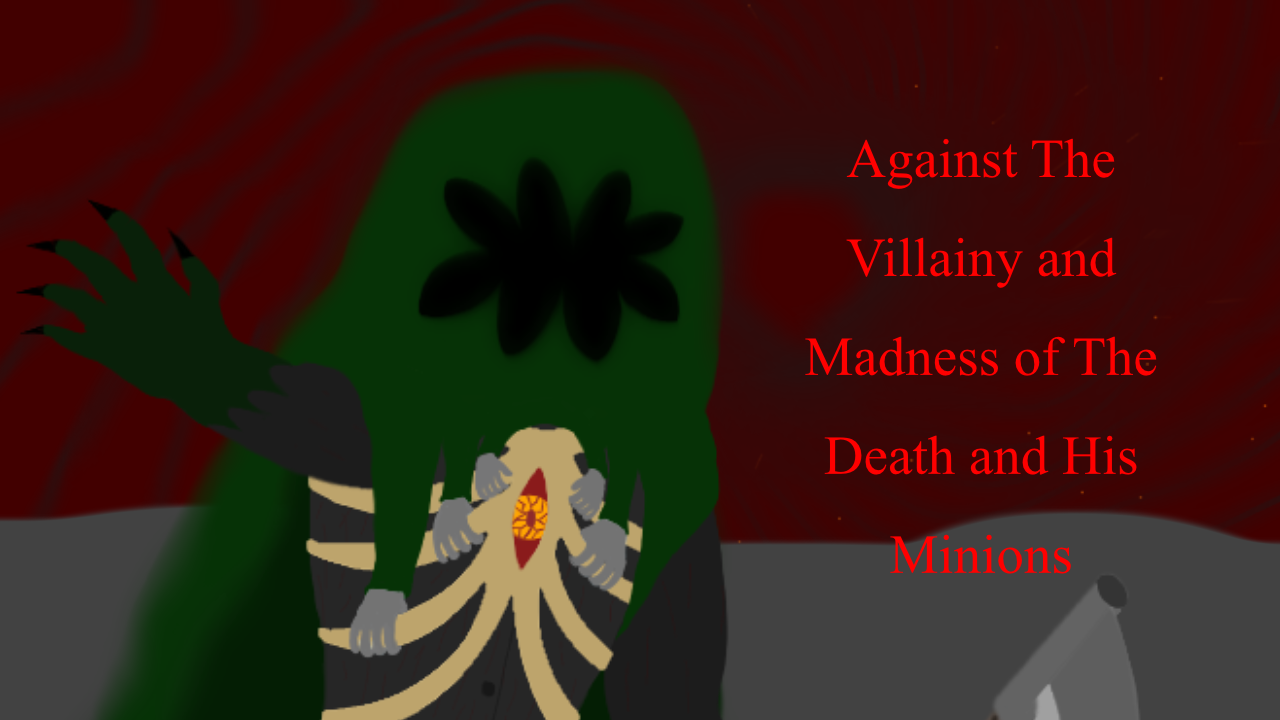 Against The
Villainy and
Madness of The
Death and His
Minions